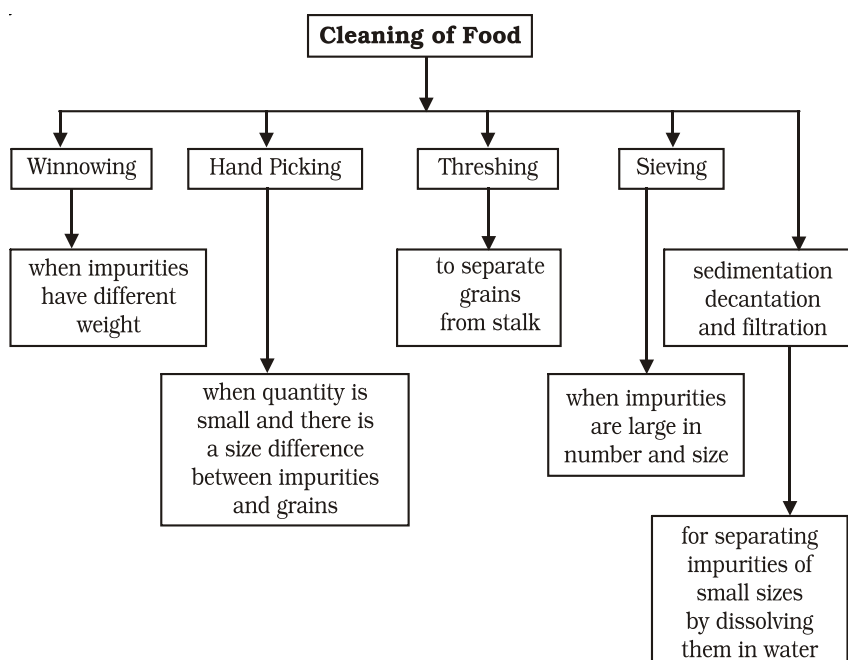 Cleaning of Food
Winnowing
Hand Picking
Threshing
Sieving
when impurities
have different
weight
to separate
grains
from stalk
sedimentation
decantation
and filtration
when quantity is
small and there is
a size difference
between impurities
and grains
when impurities
are large in
number and size
for separating
impurities of
small sizes
by dissolving
them in water